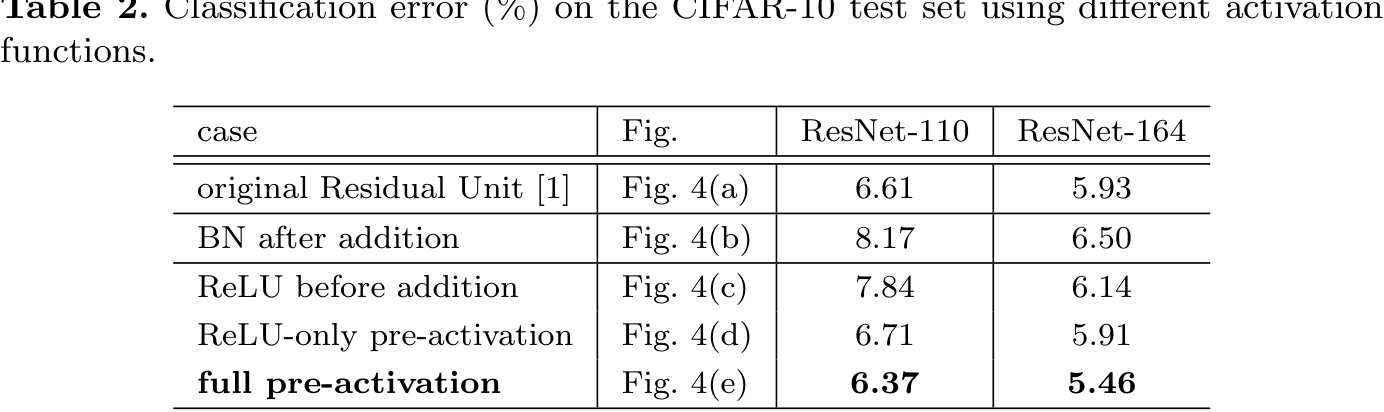 Table 2. Classification error (%) on the CIFAR-10 test set using different activation
functions.
case Fig. ResNet-110 ResNet-164
original Residual Unit [1] Fig. 4(a) 6.61 5.93
BN after addition Fig. 4(b) 8.17 6.50
ReLU before addition Fig. 4(c) 7.84 6.14
ReLU-only pre-activation Fig. 4(d) 6.71 5.91
full pre-activation Fig. 4(e) 6.37 5.46